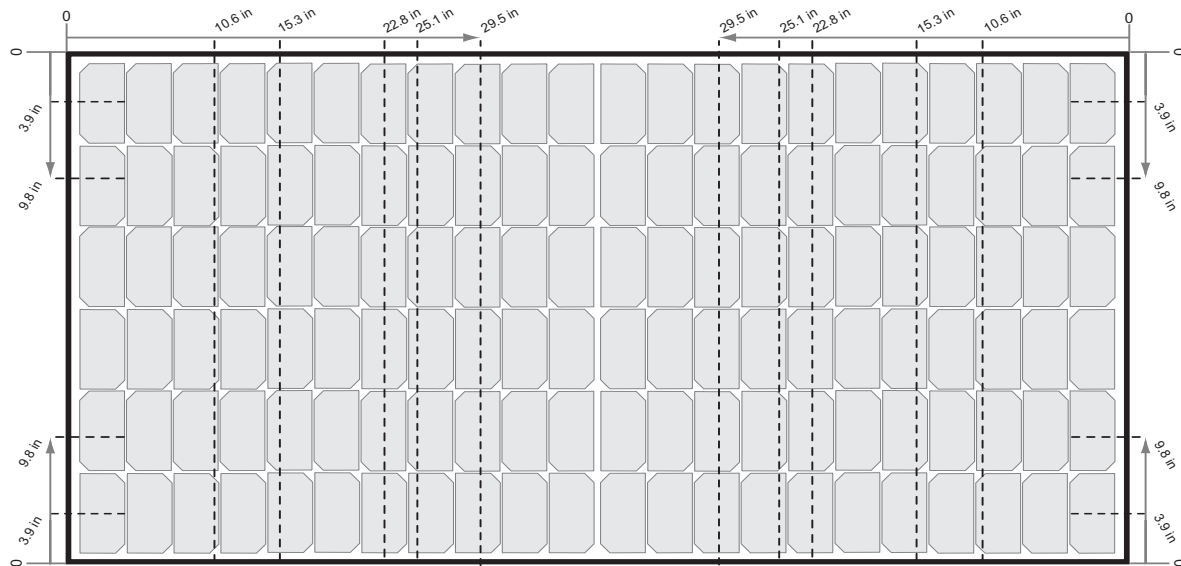 0
10.6 in
15.3 in
22.8 in
25.1 in
29.5 in
29.5 in
25.1 in
22.8 in
15.3 in
10.6 in
0
0
0
3.9 in
3.9 in
9.8 in
9.8 in
9.8 in
9.8 in
3.9 in
3.9 in
0
0